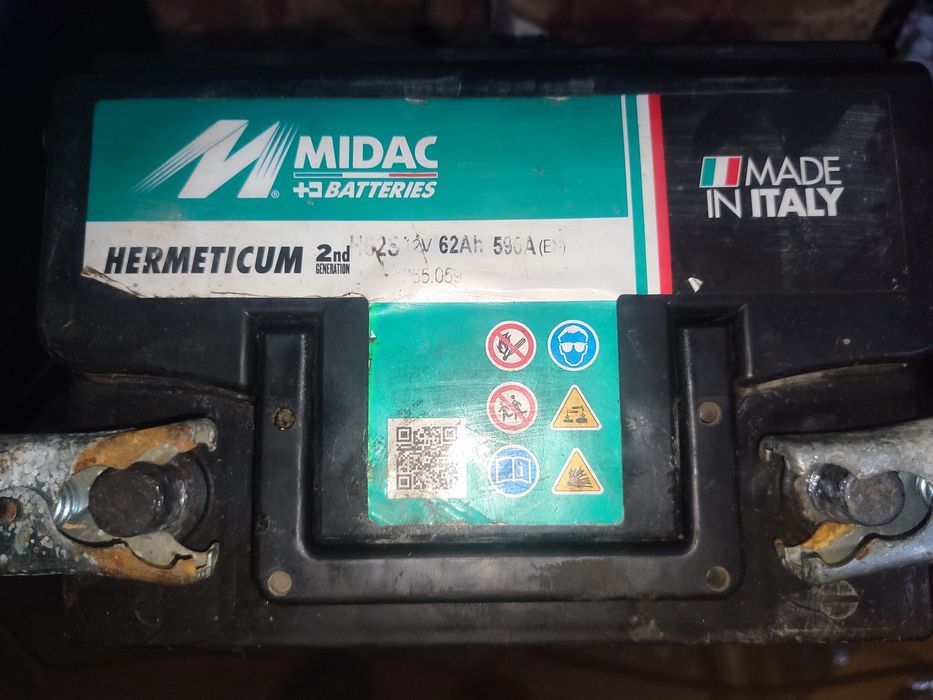 MIDAC
BATTERIES
HERMETICUM 2nd
GENERATION
12V 62Ah 590A(EN)
MADE
IN ITALY